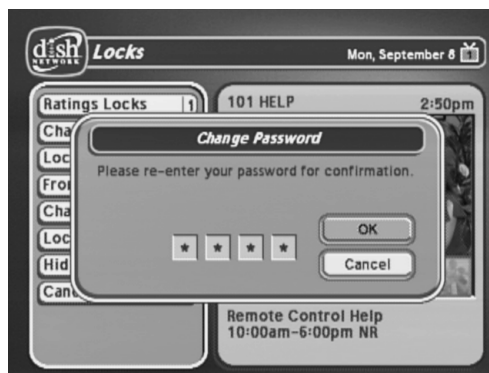 dish
NETWORK
Locks
Mon, September 8
1
Ratings Locks 1
101 HELP 2:50pm
Cha
Loc
Fro
Cha
Loc
Hid
Canc
Change Password
Please re-enter your password for confirmation.
* * * *
OK
Cancel
Remote Control Help
10:00am-6:00pm NR